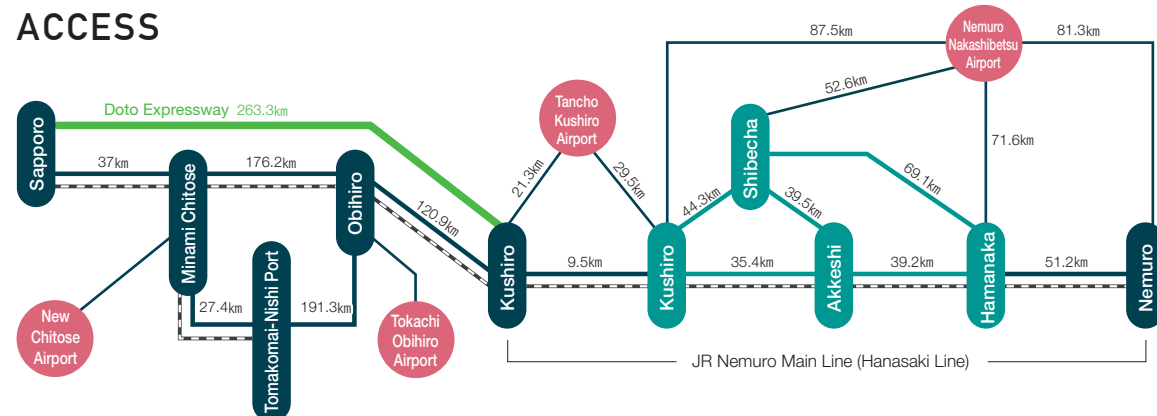 ACCESS
Doto Expressway 263.3km
Sapporo
37km
Minami Chitose
176.2km
Obihiro
120.9km
New
Chitose
Airport
27.4km
Tomakomai-Nishi Port
191.3km
Tokachi
Obihiro
Airport
Kushiro
21.3km
Tancho
Kushiro
Airport
29.5km
9.5km
Kushiro
87.5km
Nemuro
Nakashibetsu
Airport
81.3km
52.6km
71.6km
Shibecha
44.3km
39.5km
69.1km
35.4km
Akkeshi
39.2km
Hamanaka
51.2km
Nemuro
JR Nemuro Main Line (Hanasaki Line)